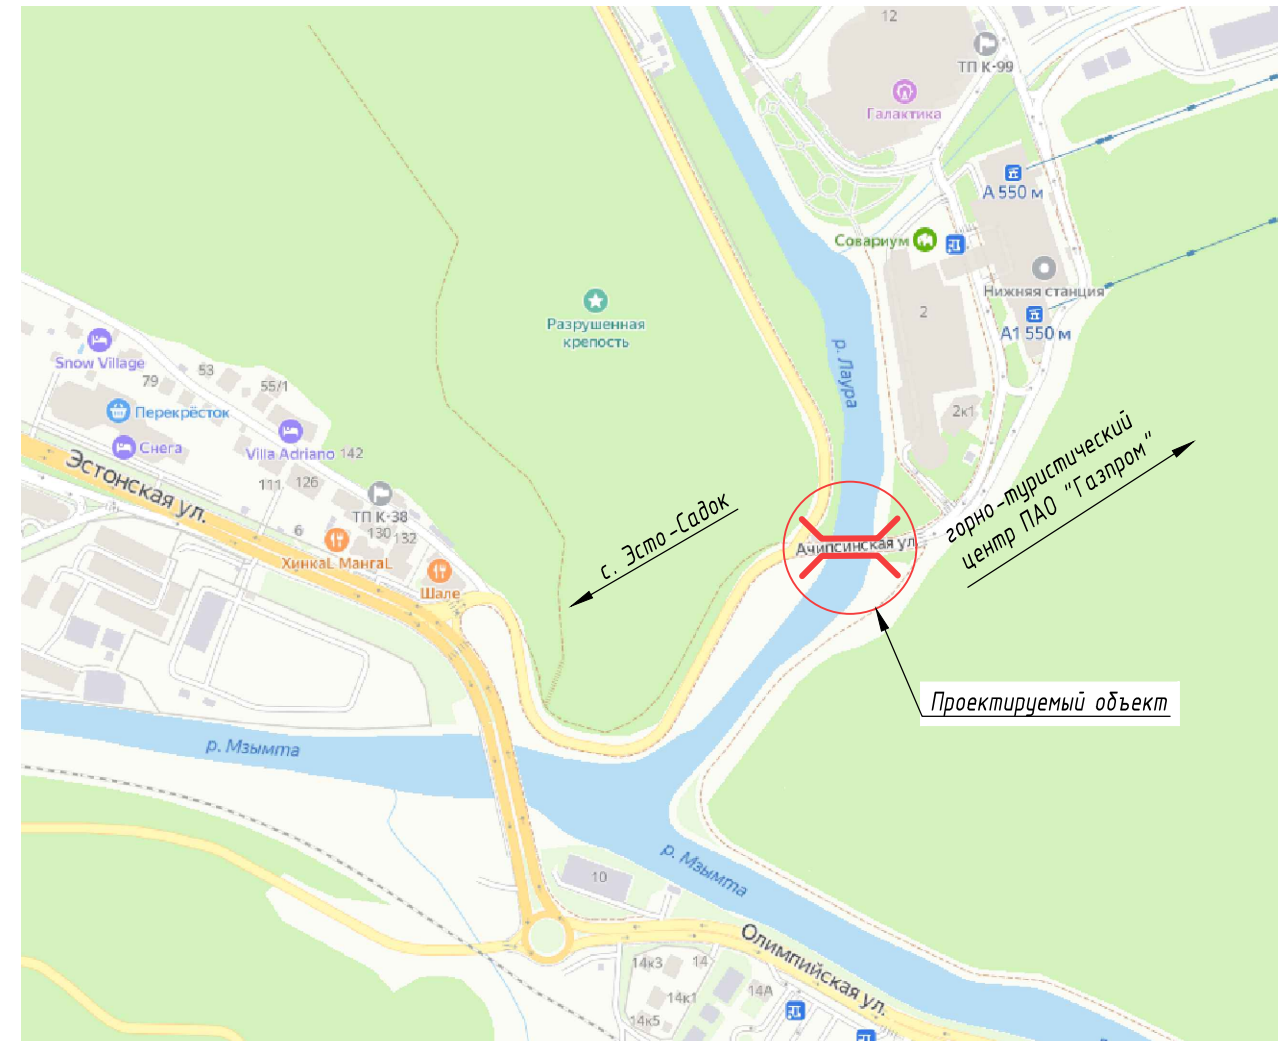 12
ТП К-99
Галактика
А 550 м
Совариум
Нижняя станция
2
А1 550 м
Разрушенная
крепость
р. Лаура
Snow Village
79
53
55/1
Перекрёсток
2к1
Снега
Villa Adriano
142
Эстонская ул.
111
126
ТП К-38
6
130
132
ХинкаL МангаL
Шале
с. Эсто-Садок
горно-туристический
центр ПАО "Газпром"
Ачипсинская ул.
Проектируемый объект
р. Мзымта
р. Мзымта
10
Олимпийская ул.
14к3
14
14к1
14А
14к5